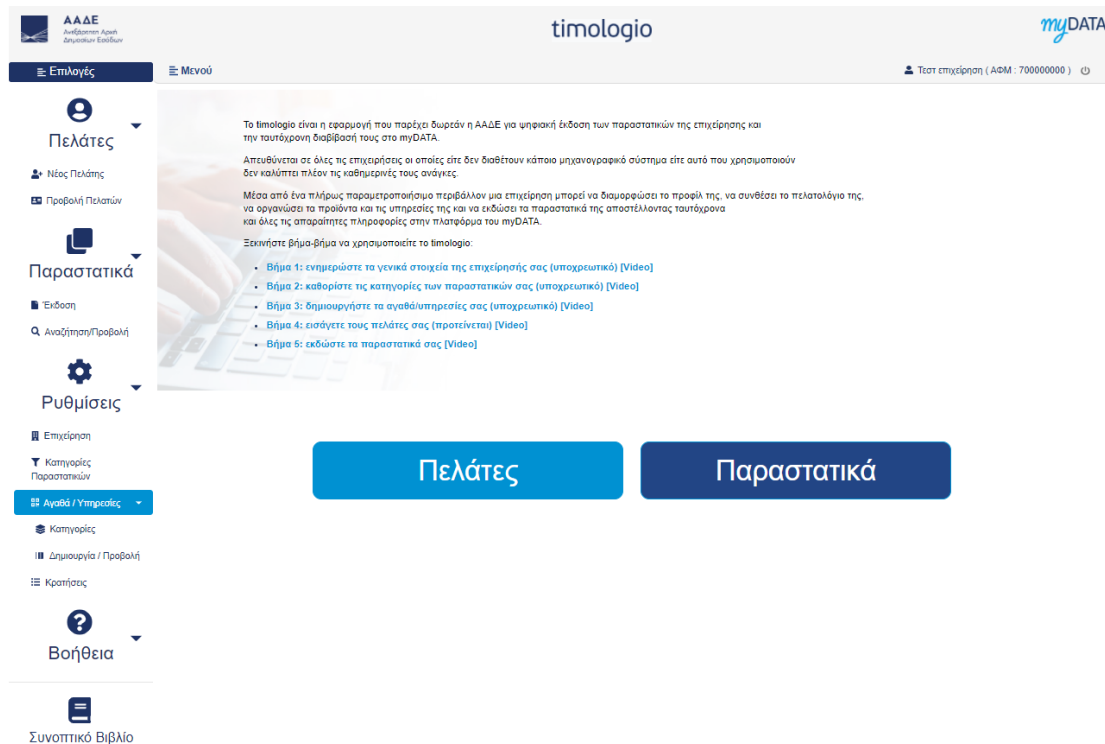 ΑΑΔΕ
Ανεξάρτητη Αρχή
Δημοσίων Εσόδων
timologio
myDATA
Επιλογές
Μενού
Τεστ επιχείρηση ( ΑΦΜ : 700000000 )
Πελάτες
Νέος Πελάτης
Προβολή Πελατών
Παραστατικά
Έκδοση
Αναζήτηση/Προβολή
Ρυθμίσεις
Επιχείρηση
Κατηγορίες
Παραστατικών
Αγαθά / Υπηρεσίες
Κατηγορίες
Δημιουργία / Προβολή
Κρατήσεις
Βοήθεια
Συνοπτικό Βιβλίο
Το timologio είναι η εφαρμογή που παρέχει δωρεάν η ΑΑΔΕ για ψηφιακή έκδοση των παραστατικών της επιχείρησης και
την ταυτόχρονη διαβίβασή τους στο myDATA.
Απευθύνεται σε όλες τις επιχειρήσεις οι οποίες είτε δεν διαθέτουν κάποιο μηχανογραφικό σύστημα είτε αυτό που χρησιμοποιούν
δεν καλύπτει πλέον τις καθημερινές τους ανάγκες.
Μέσα από ένα πλήρως παραμετροποιήσιμο περιβάλλον μια επιχείρηση μπορεί να διαμορφώσει το προφίλ της, να συνθέσει το πελατολόγιο της,
να οργανώσει τα προϊόντα και τις υπηρεσίες της και να εκδώσει τα παραστατικά της αποστέλλοντας ταυτόχρονα
και όλες τις απαραίτητες πληροφορίες στην πλατφόρμα του myDATA.
Ξεκινήστε βήμα-βήμα να χρησιμοποιείτε το timologio:
• Βήμα 1: ενημερώστε τα γενικά στοιχεία της επιχείρησής σας (υποχρεωτικό) [Video]
• Βήμα 2: καθορίστε τις κατηγορίες των παραστατικών σας (υποχρεωτικό) [Video]
• Βήμα 3: δημιουργήστε τα αγαθά/υπηρεσίες σας (υποχρεωτικό) [Video]
• Βήμα 4: εισάγετε τους πελάτες σας (προτείνεται) [Video]
• Βήμα 5: εκδώστε τα παραστατικά σας [Video]
Πελάτες
Παραστατικά